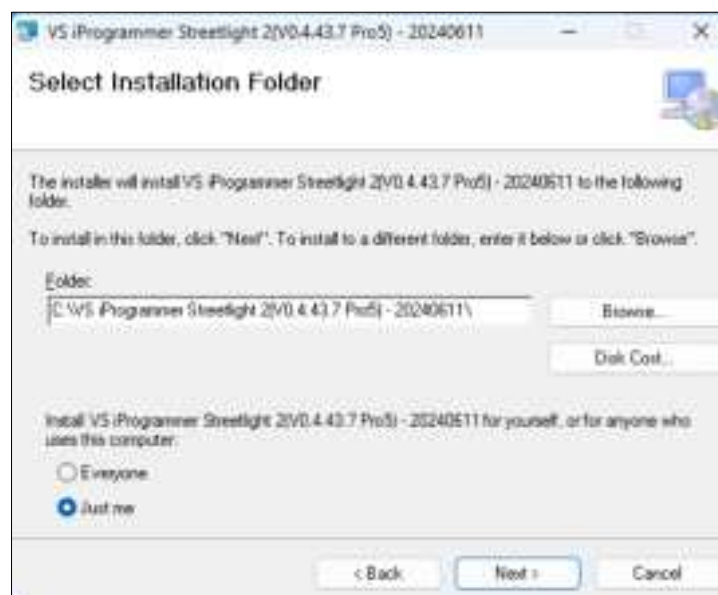 VS iProgrammer Streetlight 2(V0.4.43.7 Pro5) - 20240611
Select Installation Folder
The installer will install VS iProgrammer Streetlight 2(V0.4.43.7 Pro5) - 20240611 to the following
folder.
To install in this folder, click "Next". To install to a different folder, enter it below or click "Browse".
Folder:
C:\VS iProgrammer Streetlight 2(V0.4.43.7 Pro5) - 20240611\
Browse...
Disk Cost...
Install VS iProgrammer Streetlight 2(V0.4.43.7 Pro5) - 20240611 for yourself, or for anyone who
uses this computer:
Everyone
Just me
< Back
Next >
Cancel